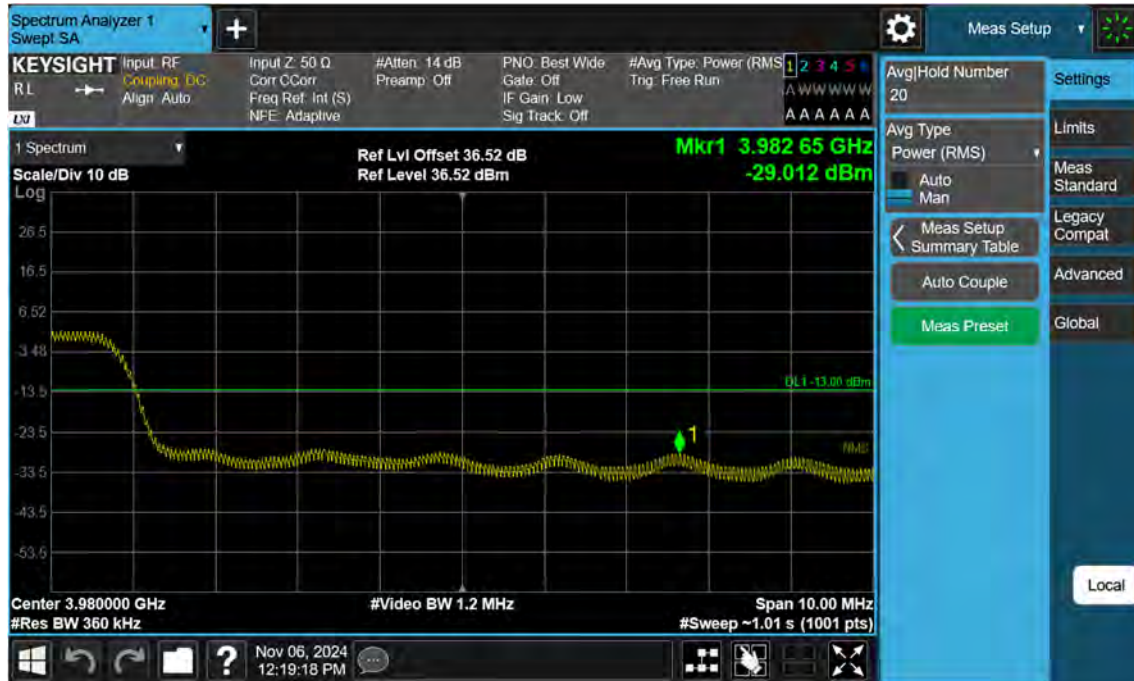 Spectrum Analyzer 1
Swept SA
Meas Setup
KEYSIGHT
RL
LXI
Input: RF
Coupling: DC
Align: Auto
Input Z: 50 Ω
Corr CCorr
Freq Ref: Int (S)
NFE: Adaptive
#Atten: 14 dB
Preamp: Off
PNO: Best Wide
Gate: Off
IF Gain: Low
Sig Track: Off
#Avg Type: Power (RMS
Trig: Free Run
1 2 3 4 5 6
A W W W W W
A A A A A A
1 Spectrum
Scale/Div 10 dB
Log
Ref Lvl Offset 36.52 dB
Ref Level 36.52 dBm
Mkr1 3.982 65 GHz
-29.012 dBm
26.5
16.5
6.52
-3.48
-13.5
-23.5
-33.5
-43.5
-53.5
DL1 -13.00 dBm
1
RMS
Center 3.980000 GHz
#Res BW 360 kHz
#Video BW 1.2 MHz
Span 10.00 MHz
#Sweep ~1.01 s (1001 pts)
?
Nov 06, 2024
12:19:18 PM
Avg|Hold Number
20
Avg Type
Power (RMS)
Auto
Man
Meas Setup
Summary Table
Auto Couple
Meas Preset
Settings
Limits
Meas
Standard
Legacy
Compat
Advanced
Global
Local